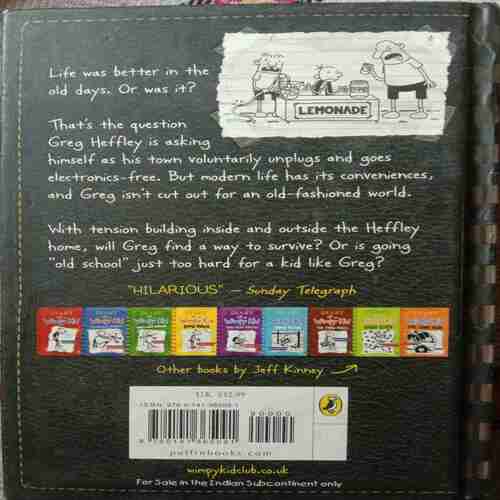 LEMONADE
Life was better in the
old days. Or was it?
That's the question
Greg Heffley is asking
himself as his town voluntarily unplugs and goes
electronics-free. But modern life has its conveniences,
and Greg isn't cut out for an old-fashioned world.
With tension building inside and outside the Heffley
home, will Greg find a way to survive? Or is going
"old school" just too hard for a kid like Greg?
"HILARIOUS" – Sunday Telegraph
Other books by Jeff Kinney
U.K. £12.99
90000
puffinbooks.com
wimpykidclub.co.uk
For Sale in the Indian Subcontinent only